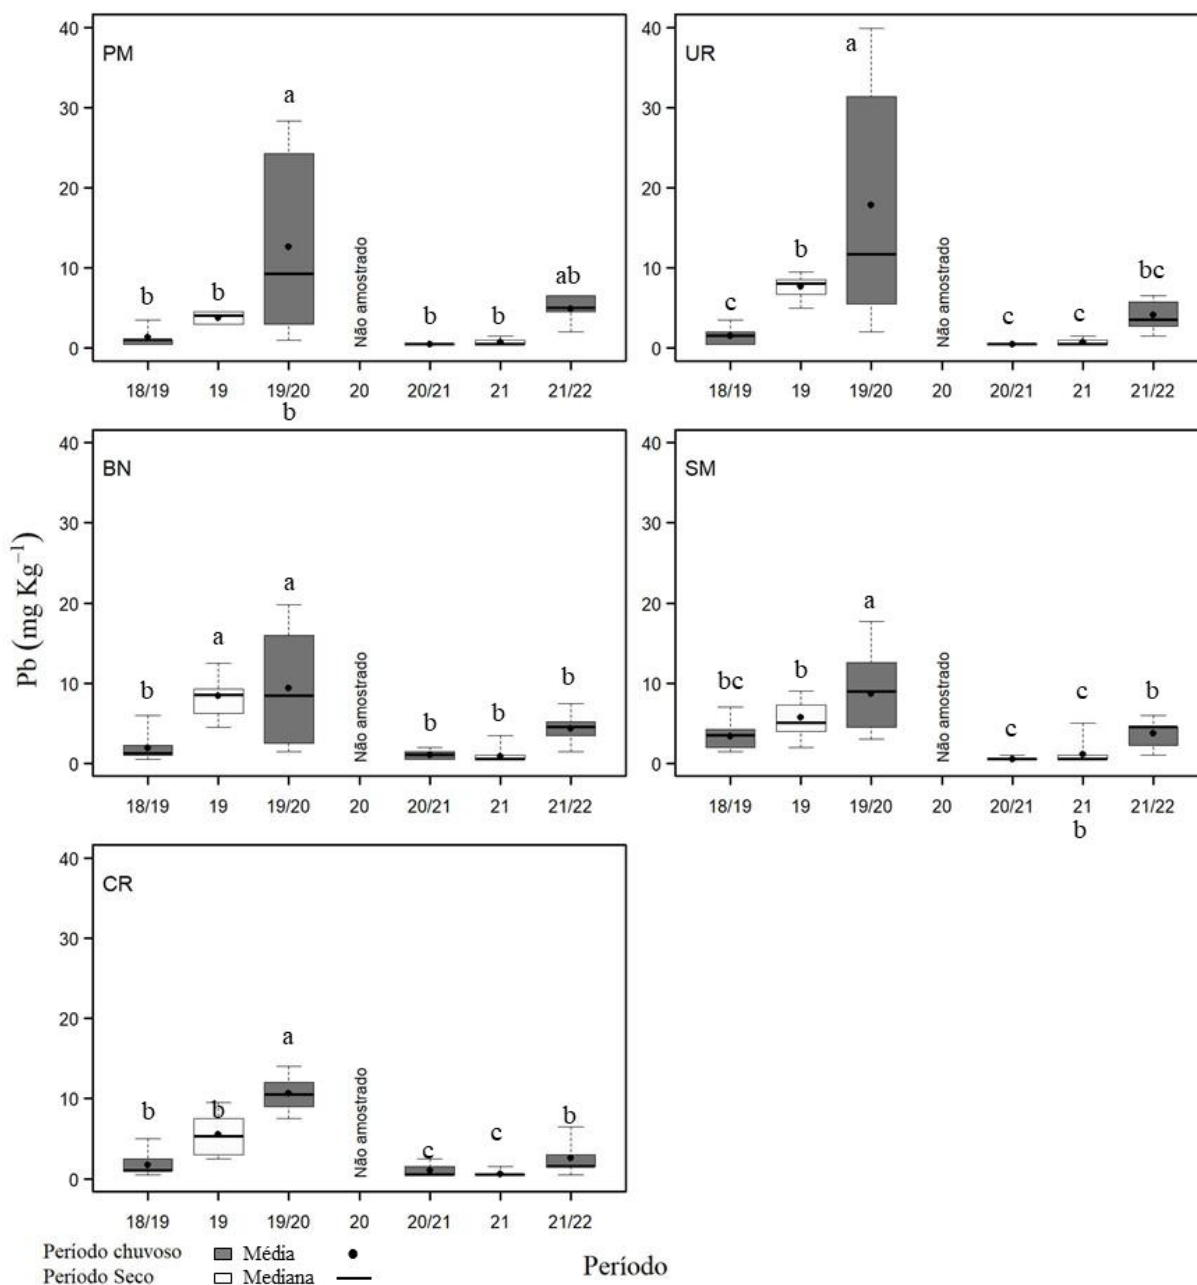 40
PM
a
30
20
10
b
b
Não amostrado
b
b
ab
0
18/19 19 19/20 20 20/21 21 21/22
b
40
UR
a
30
20
10
c
b
Não amostrado
c
c
bc
0
18/19 19 19/20 20 20/21 21 21/22
Pb (mg Kg⁻¹)
40
BN
30
20
a
a
10
b
Não amostrado
b
b
b
0
18/19 19 19/20 20 20/21 21 21/22
40
SM
30
20
a
10
bc
b
Não amostrado
c
c
b
0
18/19 19 19/20 20 20/21 21 21/22
b
40
CR
30
20
a
10
b
b
Não amostrado
c
c
b
0
18/19 19 19/20 20 20/21 21 21/22
Período chuvoso Média
Período Seco Mediana
Período